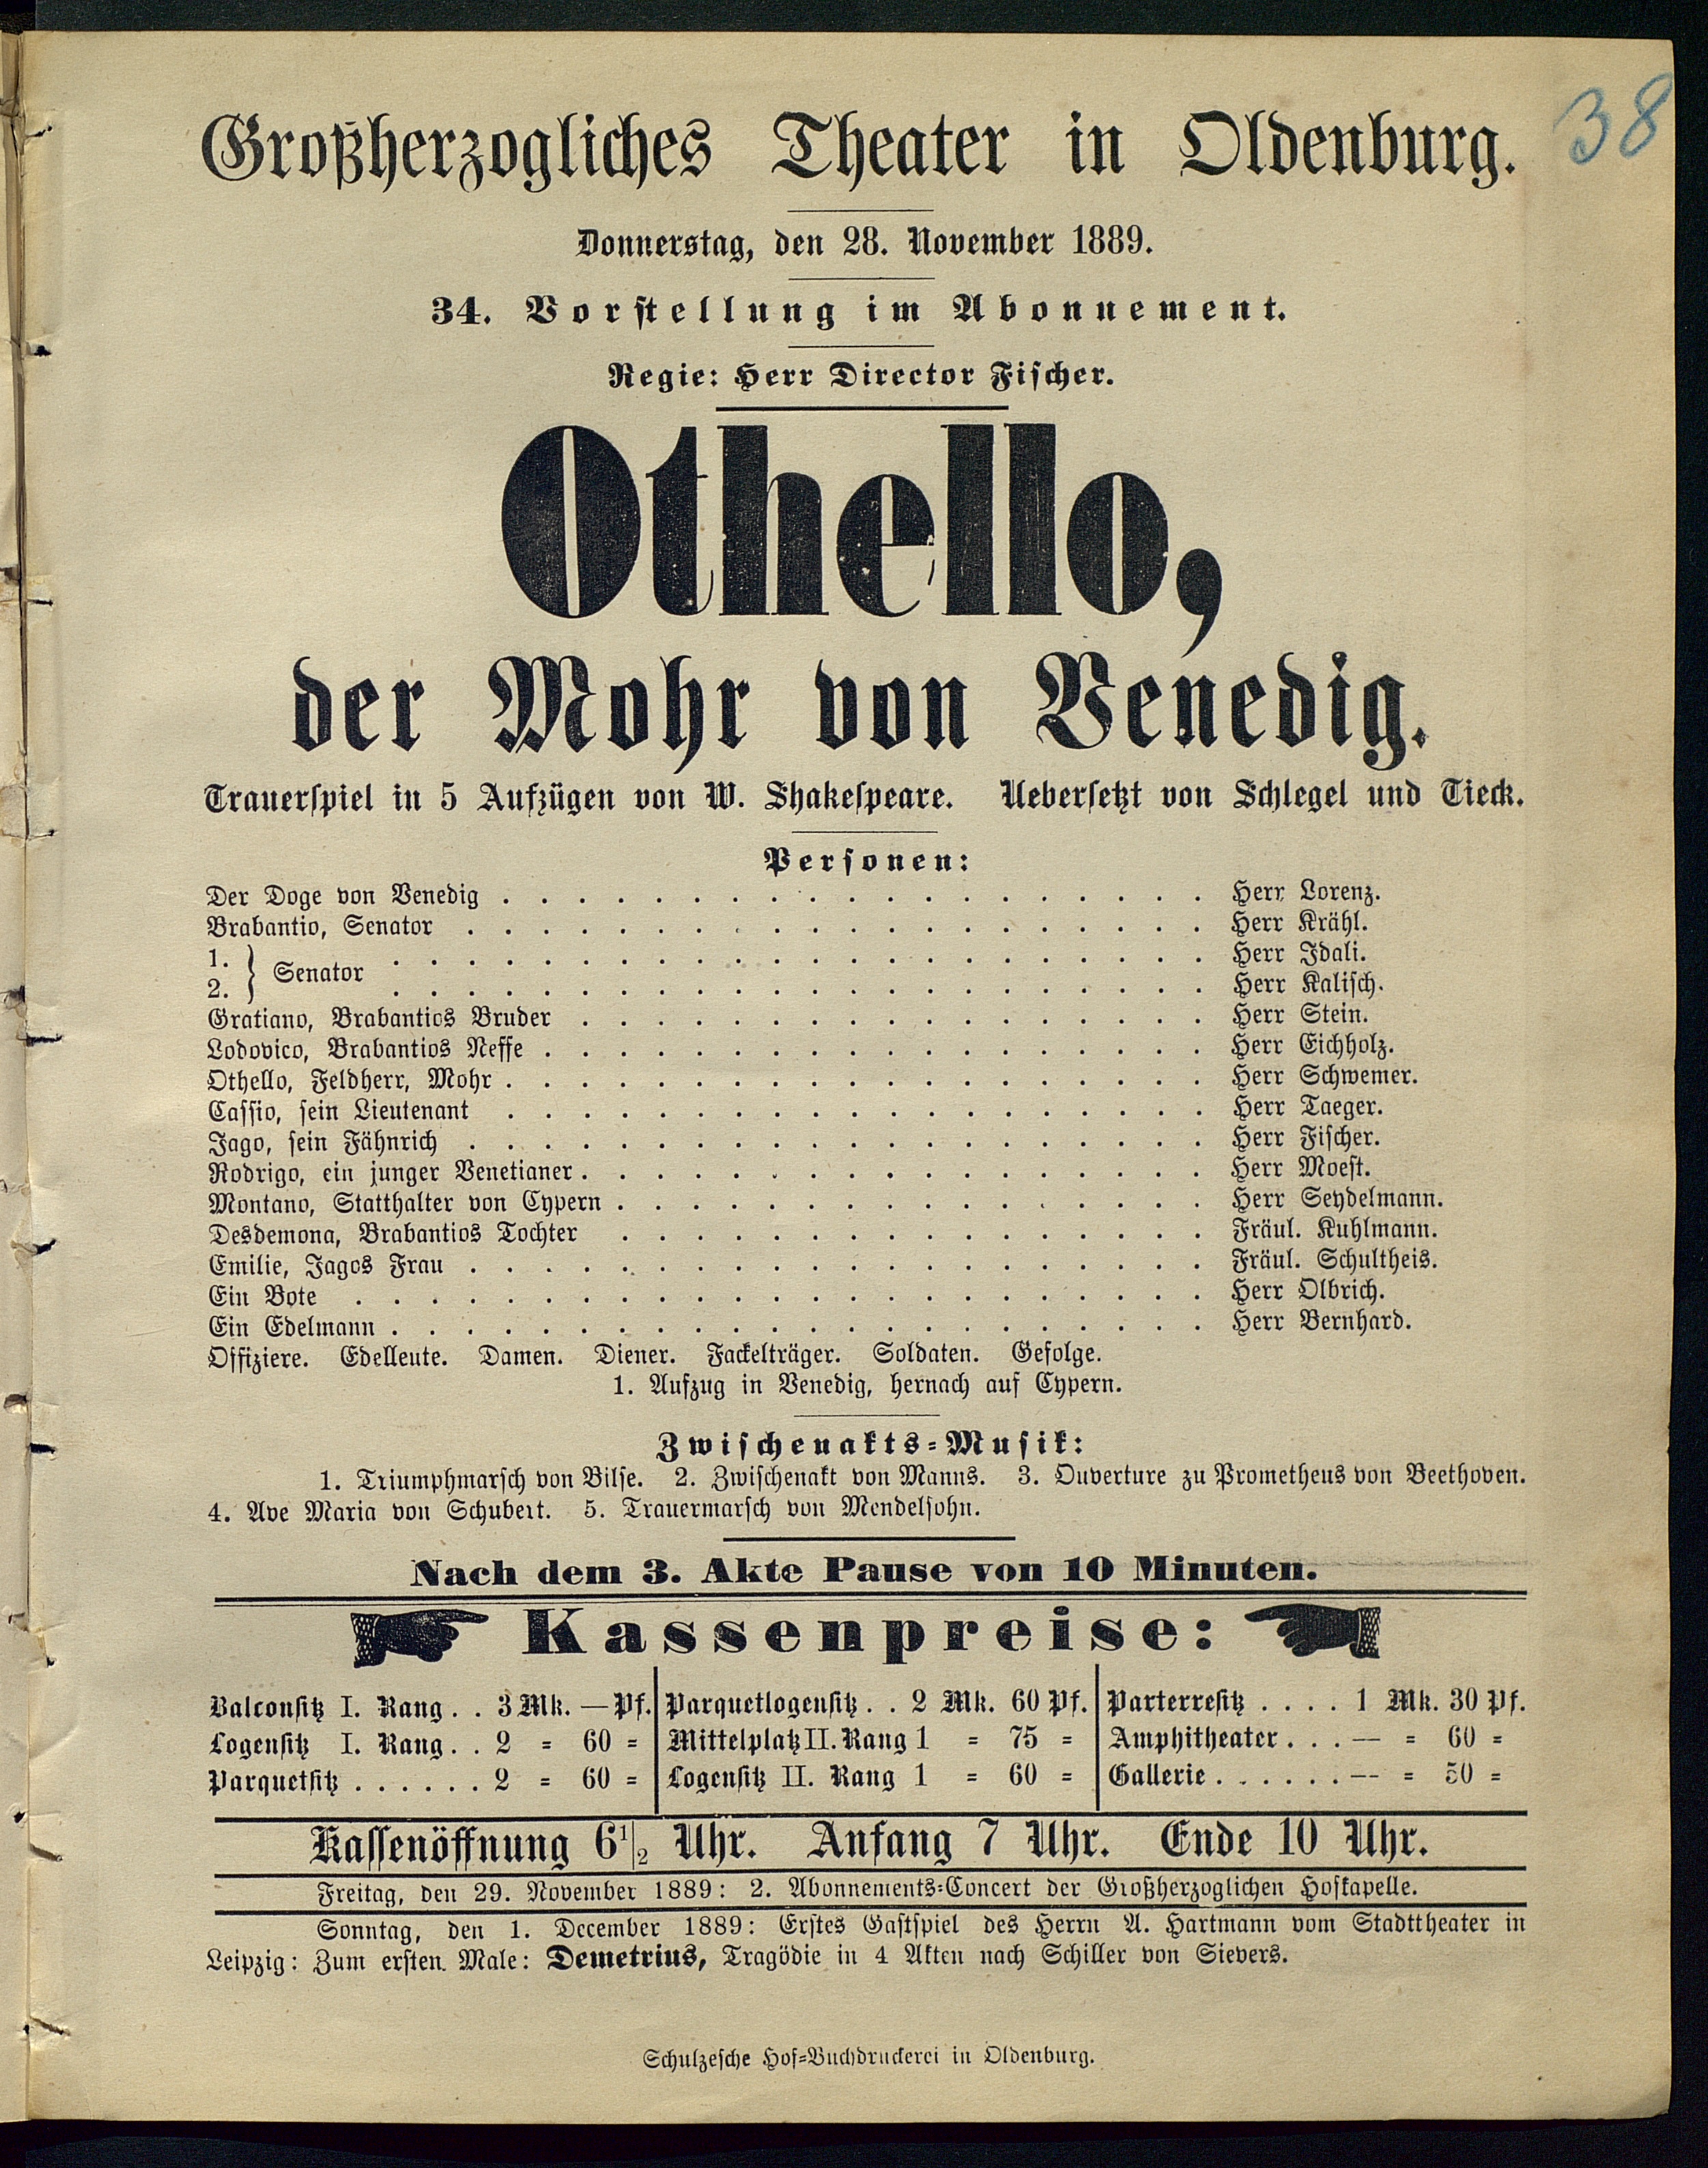 38
Großherzogliches Theater in Oldenburg.
Donnerstag, den 28. November 1889.
34. Vorstellung im Abonnement.
Regie: Herr Director Fischer.
Othello,
der Mohr von Venedig.
Trauerspiel in 5 Aufzügen von W. Shakespeare. Uebersetzt von Schlegel und Tieck.
Personen:
Der Doge von Venedig . . . . . . . . . . . . . . . . . . . Herr Lorenz.
Brabantio, Senator . . . . . . . . . . . . . . . . . . . . Herr Krähl.
1. } Senator . . . . . . . . . . . . . . . . . . . . . . Herr Idali.
2. } . . . . . . . . . . . . . . . . . . . . . . Herr Kalisch.
Gratiano, Brabantios Bruder . . . . . . . . . . . . . . . . . Herr Stein.
Lodovico, Brabantios Neffe . . . . . . . . . . . . . . . . . . Herr Eichholz.
Othello, Feldherr, Mohr . . . . . . . . . . . . . . . . . . . Herr Schwemer.
Cassio, sein Lieutenant . . . . . . . . . . . . . . . . . . . Herr Taeger.
Jago, sein Fähnrich . . . . . . . . . . . . . . . . . . . . Herr Fischer.
Rodrigo, ein junger Venetianer . . . . . . . . . . . . . . . . . Herr Moest.
Montano, Statthalter von Cypern . . . . . . . . . . . . . . . . Herr Seydelmann.
Desdemona, Brabantios Tochter . . . . . . . . . . . . . . . . Fräul. Kuhlmann.
Emilie, Jagos Frau . . . . . . . . . . . . . . . . . . . . Fräul. Schultheis.
Ein Bote . . . . . . . . . . . . . . . . . . . . . . . Herr Olbrich.
Ein Edelmann . . . . . . . . . . . . . . . . . . . . . . Herr Bernhard.
Offiziere. Edelleute. Damen. Diener. Fackelträger. Soldaten. Gefolge.
1. Aufzug in Venedig, hernach auf Cypern.
Zwischenakts-Musik:
1. Triumphmarsch von Bilse. 2. Zwischenakt von Manns. 3. Ouverture zu Prometheus von Beethoven.
4. Ave Maria von Schubert. 5. Trauermarsch von Mendelsohn.
Nach dem 3. Akte Pause von 10 Minuten.
Kassenpreise:
Balconsitz I. Rang . . 3 Mk. — Pf. Parquetlogensitz . . 2 Mk. 60 Pf. Parterresitz . . . . 1 Mk. 30 Pf.
Logensitz I. Rang . . 2 = 60 = Mittelplatz II. Rang 1 = 75 = Amphitheater . . . — = 60 =
Parquetsitz . . . . . . 2 = 60 = Logensitz II. Rang 1 = 60 = Gallerie . . . . . . — = 50 =
Kassenöffnung 6 1/2 Uhr. Anfang 7 Uhr. Ende 10 Uhr.
Freitag, den 29. November 1889: 2. Abonnements-Concert der Großherzoglichen Hofkapelle.
Sonntag, den 1. December 1889: Erstes Gastspiel des Herrn A. Hartmann vom Stadttheater in
Leipzig: Zum ersten Male: Demetrius, Tragödie in 4 Akten nach Schiller von Sievers.
Schulzesche Hof-Buchdruckerei in Oldenburg.